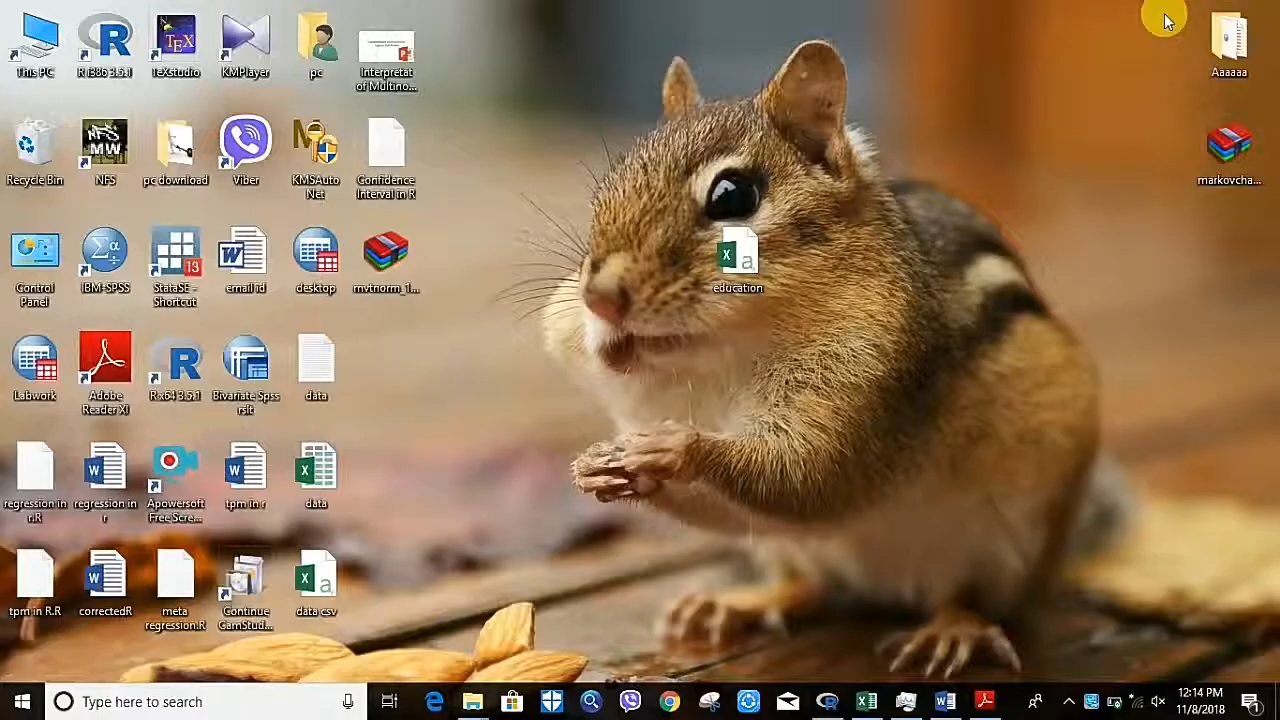 This PC
R i386 3.5.1
TeXstudio
KMPlayer
pc
Interpretat of Multino...
Aaaaaa
Recycle Bin
NFS
pc download
Viber
KMSAuto Net
Confidence Interval in R
markovcha...
Control Panel
IBM-SPSS
StataSE - Shortcut
email id
desktop
mvtnorm_1...
education
Labwork
Adobe Reader XI
R x64 3.5.1
Bivariate Spss rslt
data
regression in r.R
regression in r
Apowersoft Free Scre...
tpm in r
data
tpm in R.R
correctedR
meta regression.R
Continue CamStud...
data csv
Type here to search
12:14 PM
11/8/2018